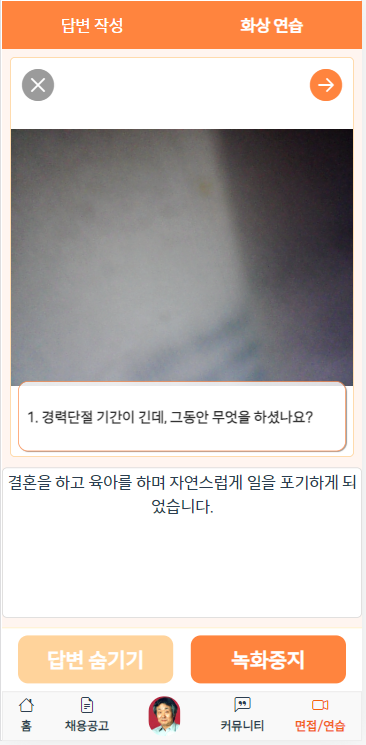 답변 작성
화상 연습
1. 경력단절 기간이 긴데, 그동안 무엇을 하셨나요?
결혼을 하고 육아를 하며 자연스럽게 일을 포기하게 되
었습니다.
답변 숨기기
녹화중지
홈
채용공고
커뮤니티
면접/연습